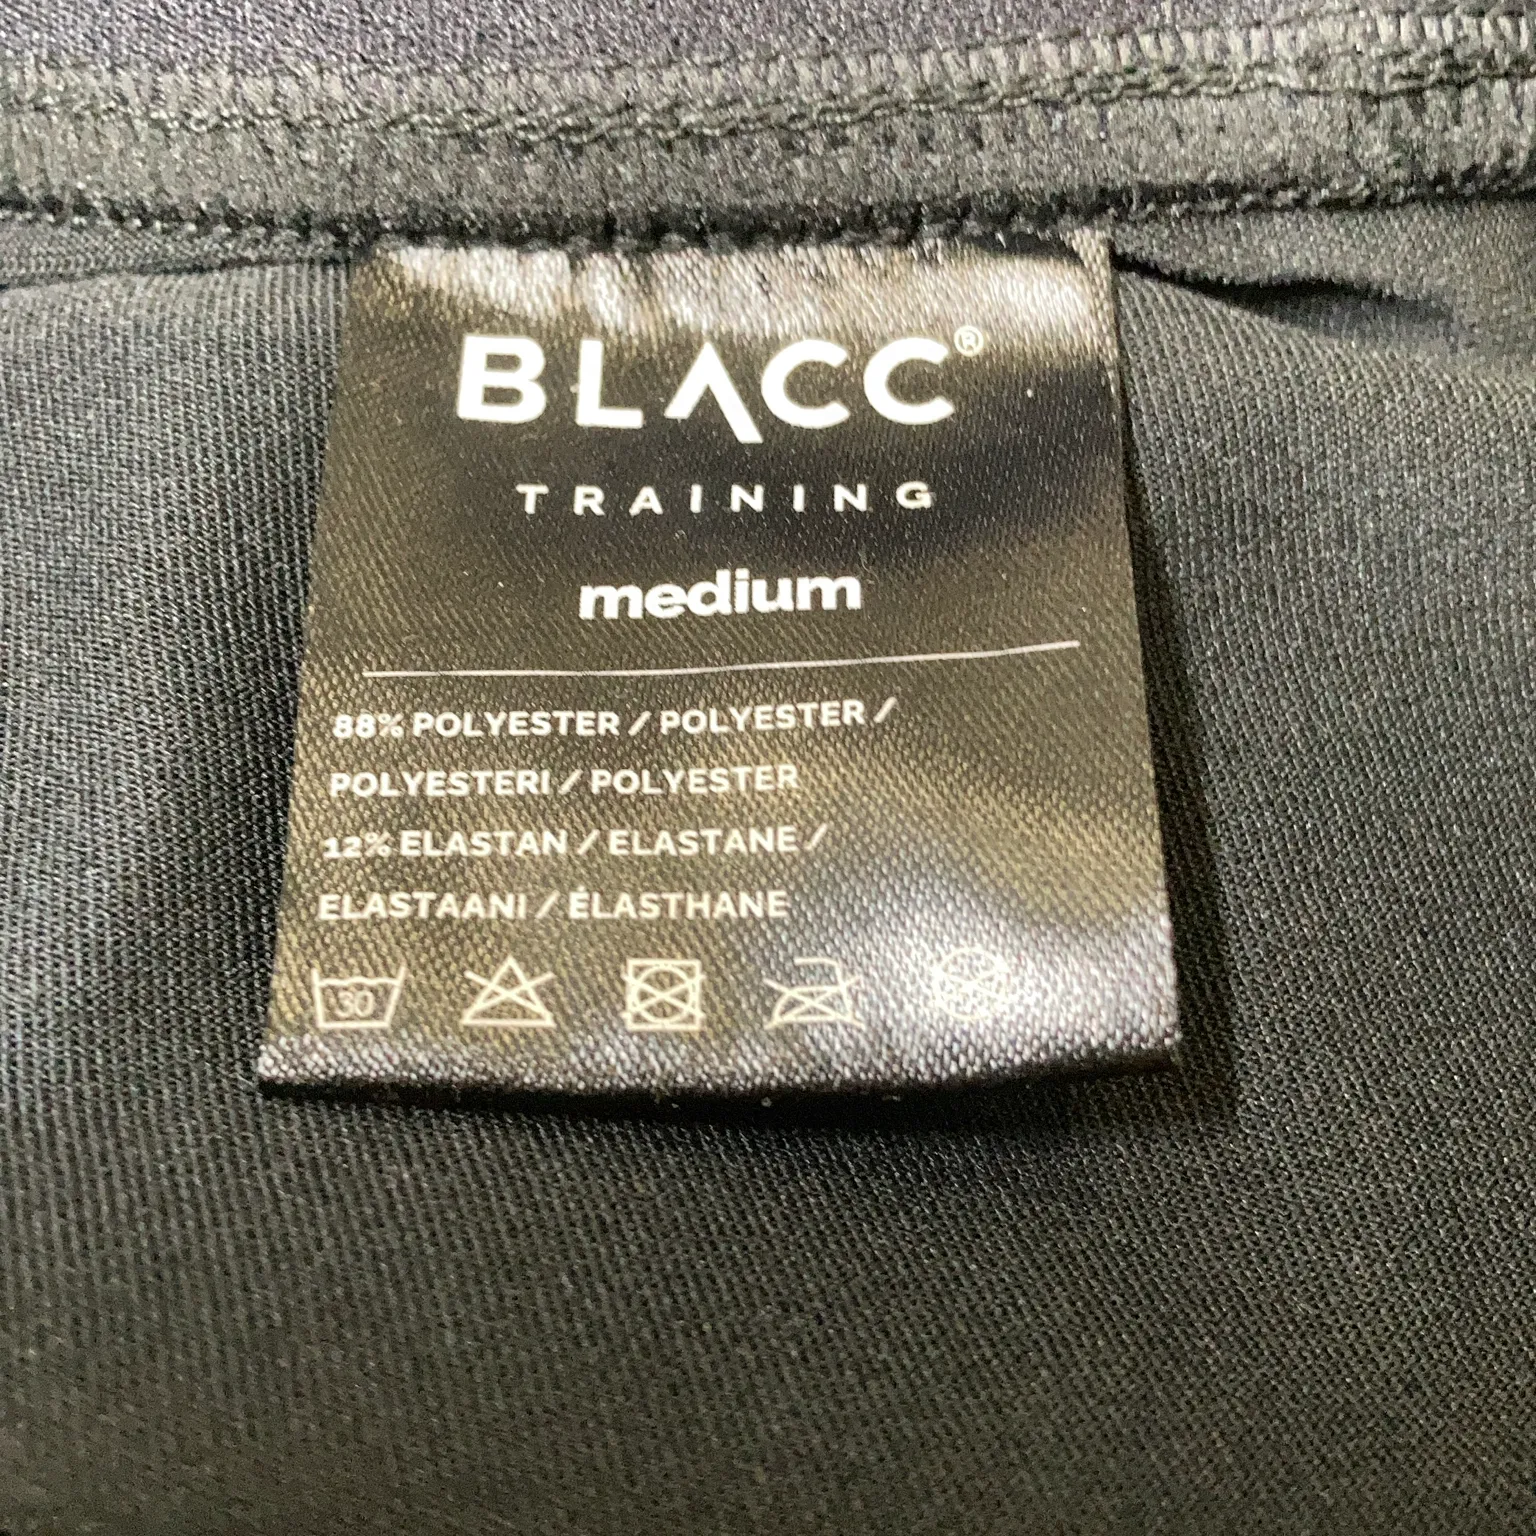 BLACC®
TRAINING
medium
88% POLYESTER / POLYESTER /
POLYESTERI / POLYESTER
12% ELASTAN / ELASTANE /
ELASTAANI / ÉLASTHANE
30